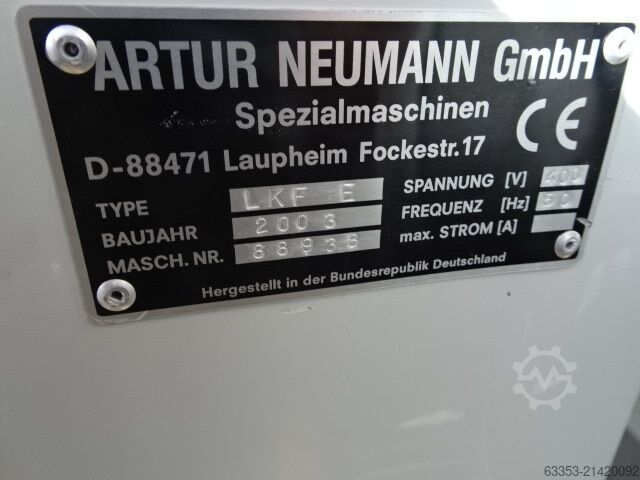 ARTUR NEUMANN GmbH
Spezialmaschinen
D-88471 Laupheim Fockestr.17
CE
TYPE LKF E
BAUJAHR 2003
MASCH. NR. 88938
SPANNUNG [V] 400
FREQUENZ [Hz] 50
max. STROM [A]
Hergestellt in der Bundesrepublik Deutschland
63353-21420092